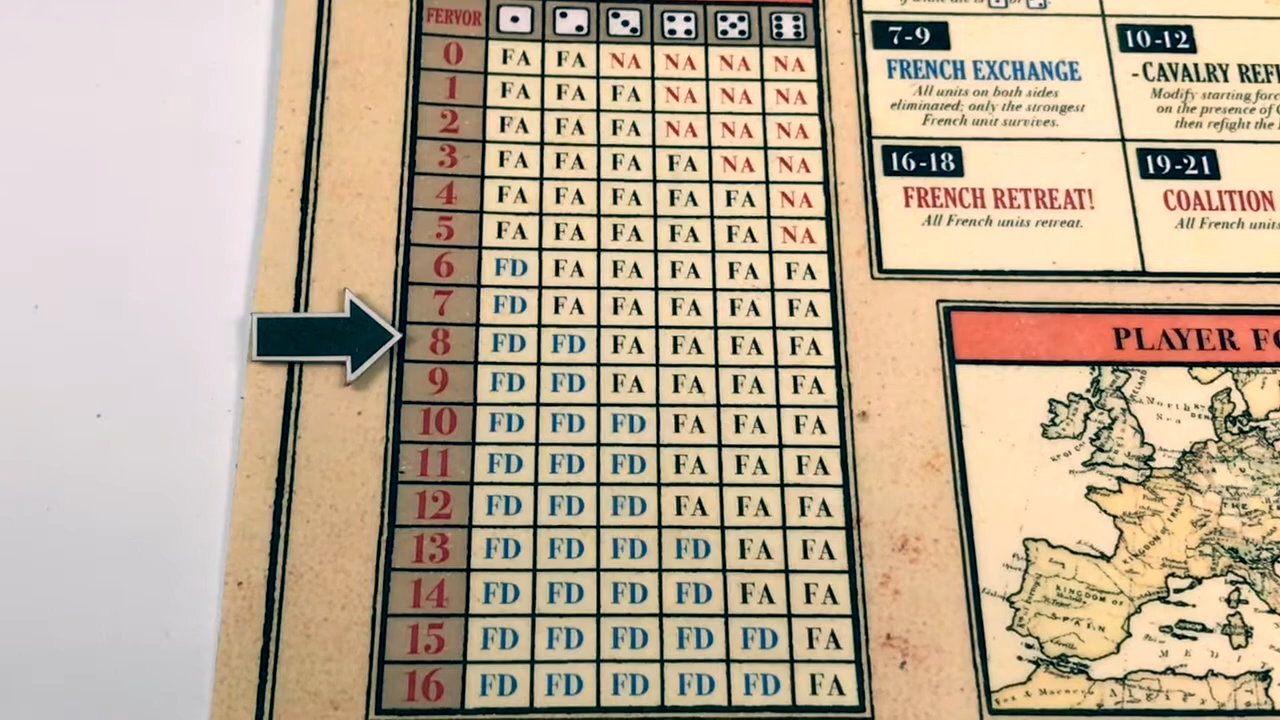 FERVOR
0 FA FA NA NA NA NA
1 FA FA FA NA NA NA
2 FA FA FA NA NA NA
3 FA FA FA FA NA NA
4 FA FA FA FA FA NA
5 FA FA FA FA FA NA
6 FD FA FA FA FA FA
7 FD FA FA FA FA FA
8 FD FD FA FA FA FA
9 FD FD FA FA FA FA
10 FD FD FD FA FA FA
11 FD FD FD FA FA FA
12 FD FD FD FA FA FA
13 FD FD FD FD FA FA
14 FD FD FD FD FA FA
15 FD FD FD FD FD FA
16 FD FD FD FD FD FA
7-9
FRENCH EXCHANGE
All units on both sides
eliminated; only the strongest
French unit survives.
10-12
-CAVALRY REF
Modify starting forc
on the presence of
then refight the
16-18
FRENCH RETREAT!
All French units retreat.
19-21
COALITION
All French units
PLAYER FO
North
Sea
KINGDOM OF
SPAIN